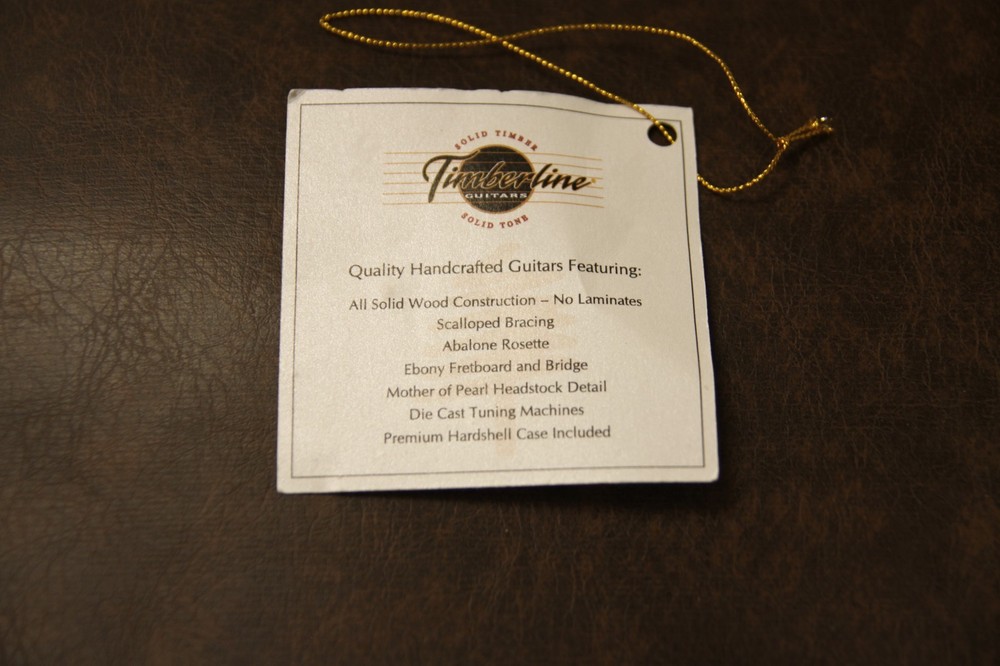 SOLID TIMBER
Timberline
GUITARS
SOLID TONE
Quality Handcrafted Guitars Featuring:
All Solid Wood Construction – No Laminates
Scalloped Bracing
Abalone Rosette
Ebony Fretboard and Bridge
Mother of Pearl Headstock Detail
Die Cast Tuning Machines
Premium Hardshell Case Included